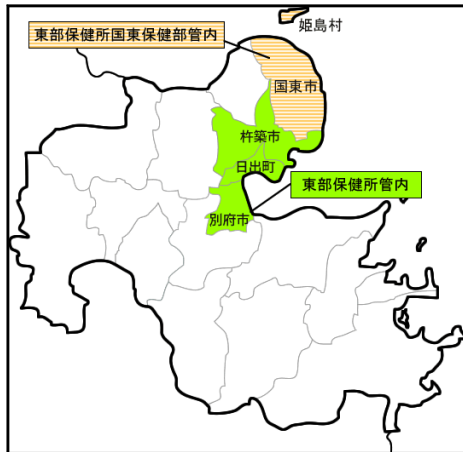 姫島村
東部保健所国東保健部管内
国東市
杵築市
日出町
東部保健所管内
別府市